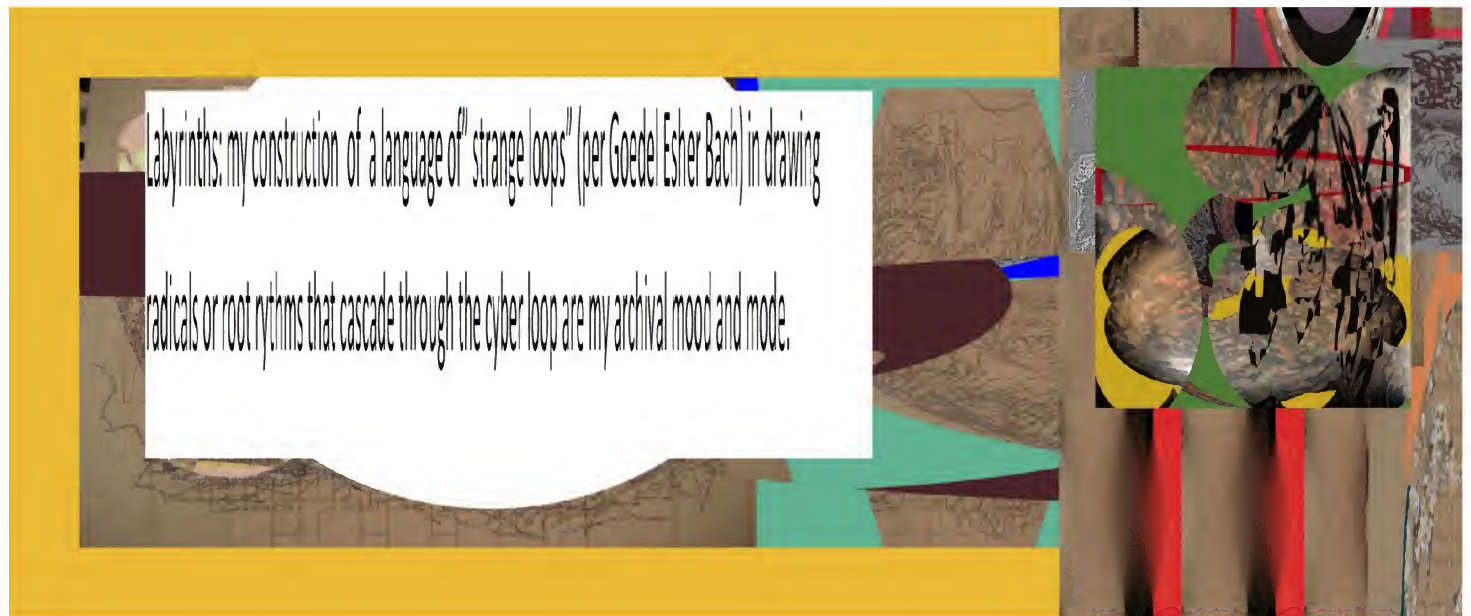 Labyrinths: my construction of a language of” strange loops” (per Goedel Esher Bach) in drawing
radicals or root rythms that cascade through the cyber loop are my archival mood and mode.